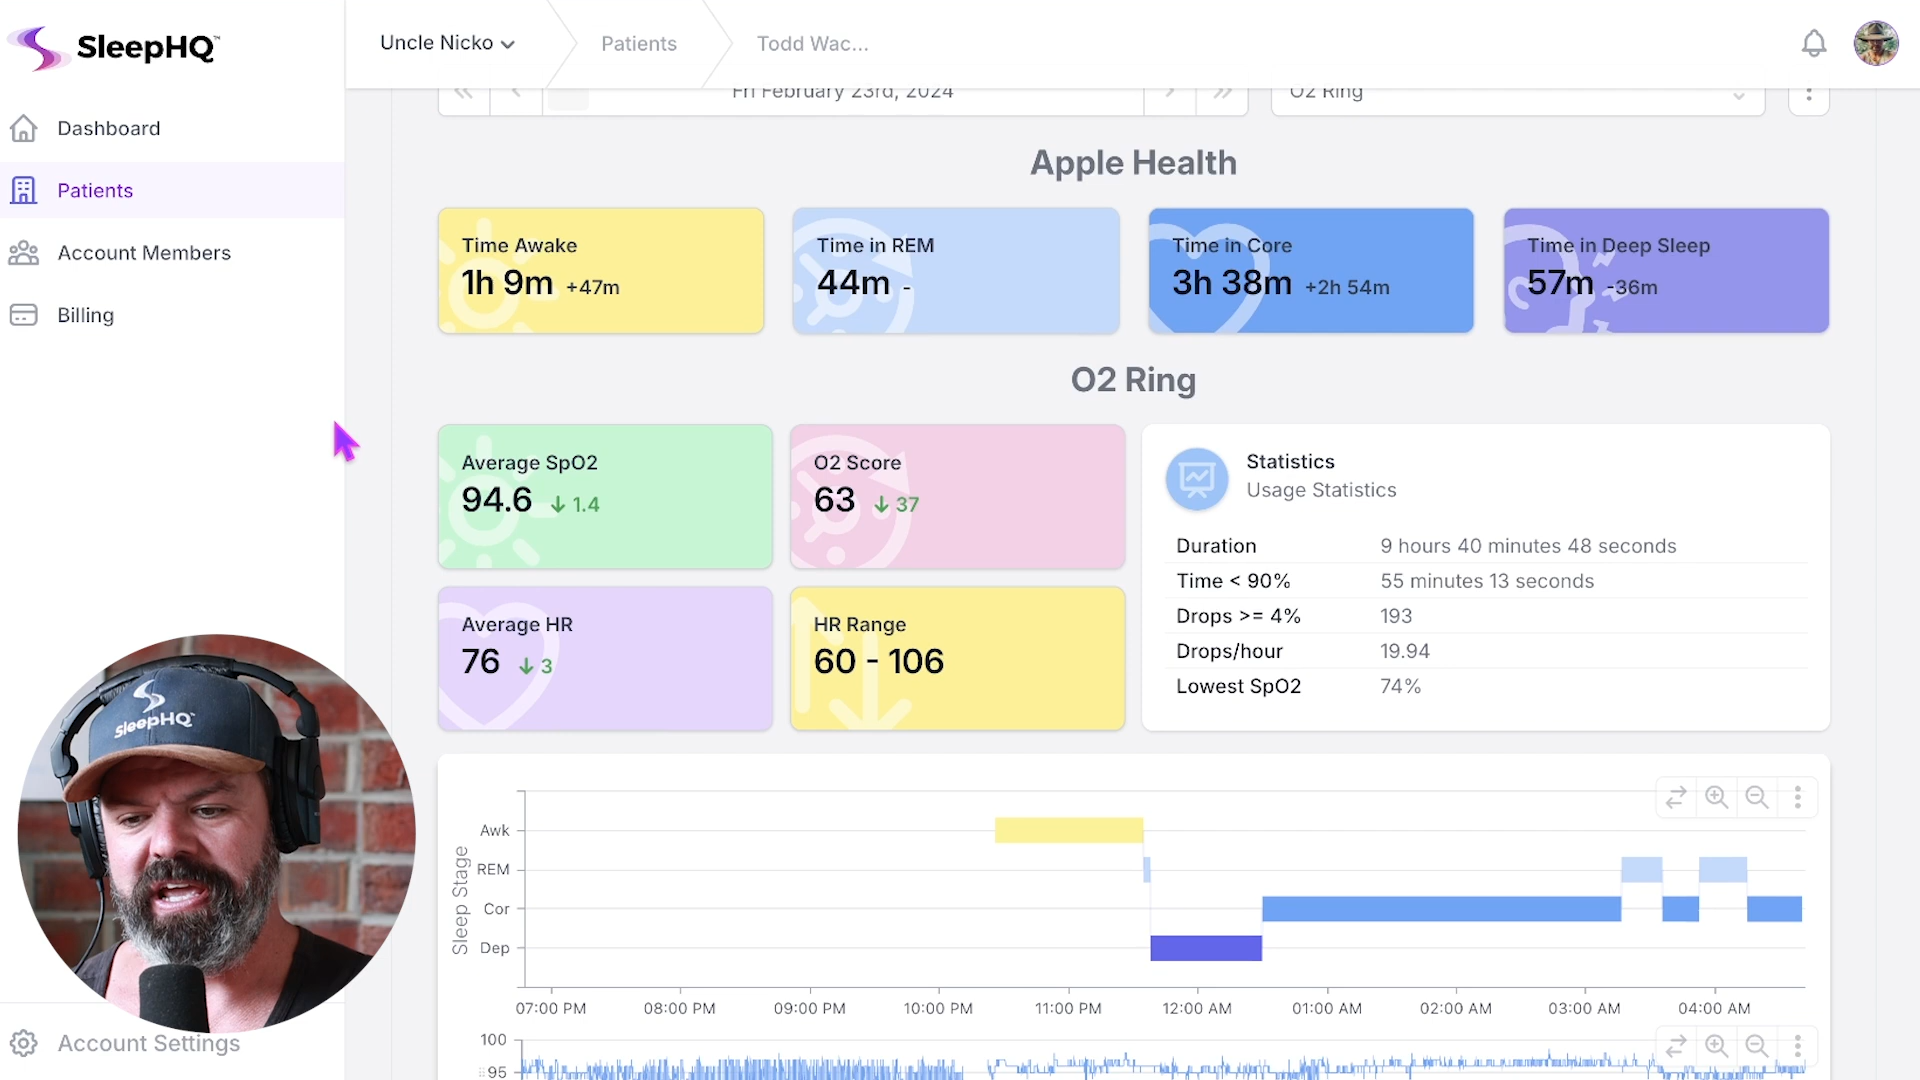 SleepHQ™
Uncle Nicko
Patients
Todd Wac...
Dashboard
Patients
Account Members
Billing
Account Settings
Fri February 23rd, 2024
O2 Ring
Apple Health
Time Awake
1h 9m +47m
Time in REM
44m -
Time in Core
3h 38m +2h 54m
Time in Deep Sleep
57m -36m
O2 Ring
Average SpO2
94.6 ↓ 1.4
O2 Score
63 ↓ 37
Average HR
76 ↓ 3
HR Range
60 - 106
Statistics
Usage Statistics
Duration 9 hours 40 minutes 48 seconds
Time < 90% 55 minutes 13 seconds
Drops >= 4% 193
Drops/hour 19.94
Lowest SpO2 74%
Sleep Stage
Awk
REM
Cor
Dep
07:00 PM 08:00 PM 09:00 PM 10:00 PM 11:00 PM 12:00 AM 01:00 AM 02:00 AM 03:00 AM 04:00 AM
100
95
SleepHQ™